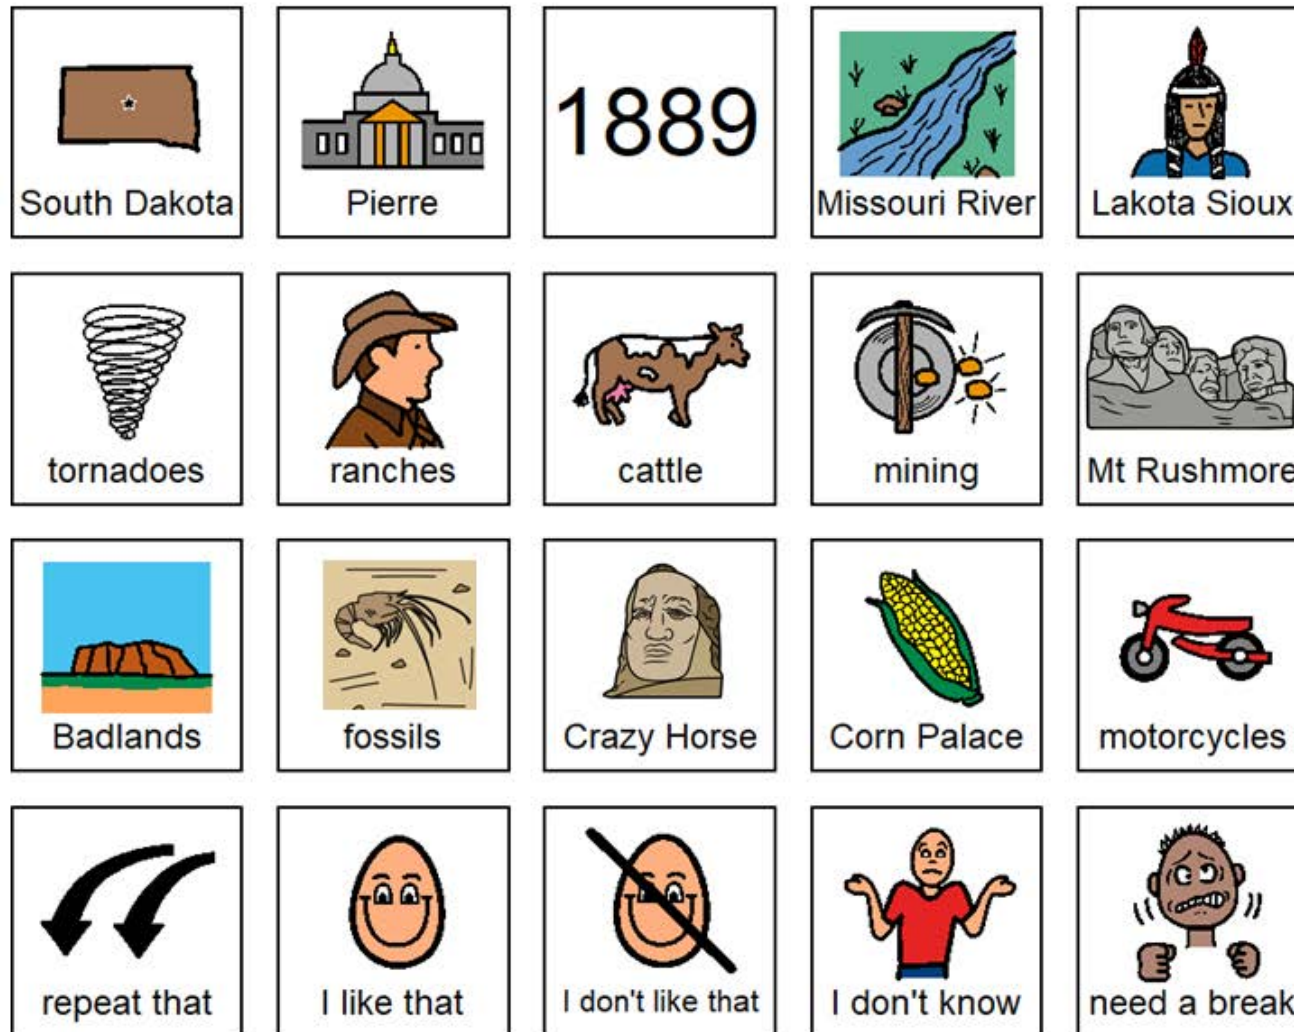 South Dakota
Pierre
1889
Missouri River
Lakota Sioux
tornadoes
ranches
cattle
mining
Mt Rushmore
Badlands
fossils
Crazy Horse
Corn Palace
motorcycles
repeat that
I like that
I don't like that
I don't know
need a break